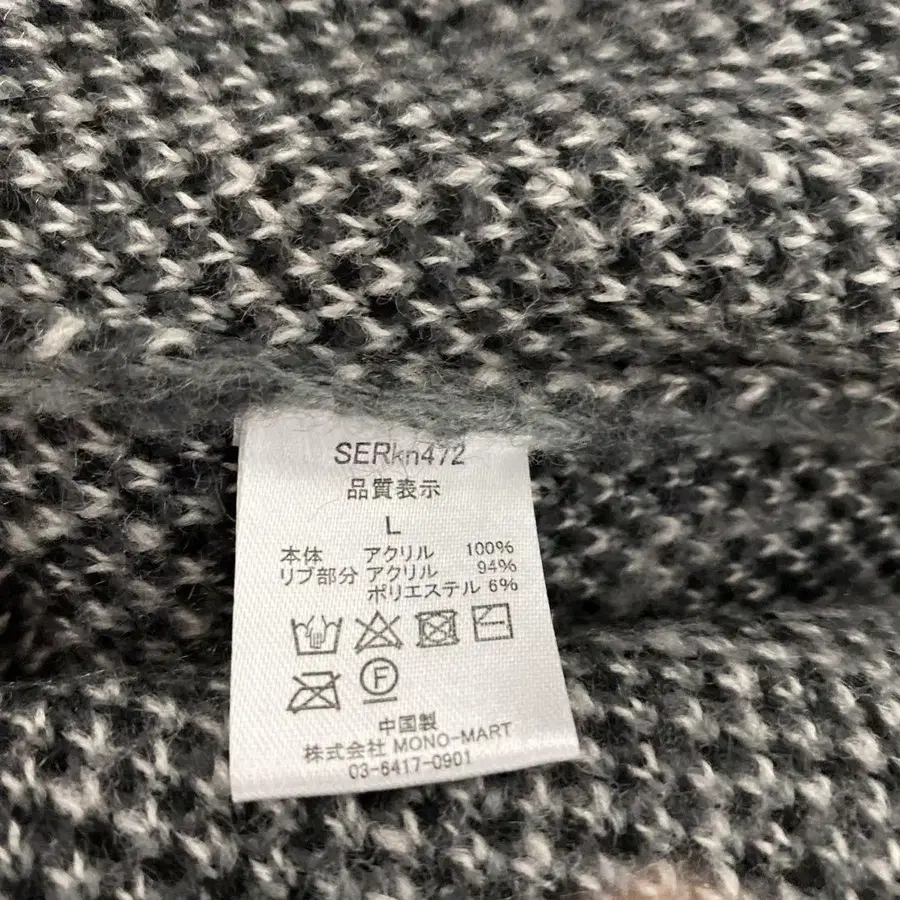 SERkn472
品質表示
L
本体 アクリル 100%
リブ部分 アクリル 94%
ポリエステル 6%
F
中国製
株式会社 MONO-MART
03-6417-0901